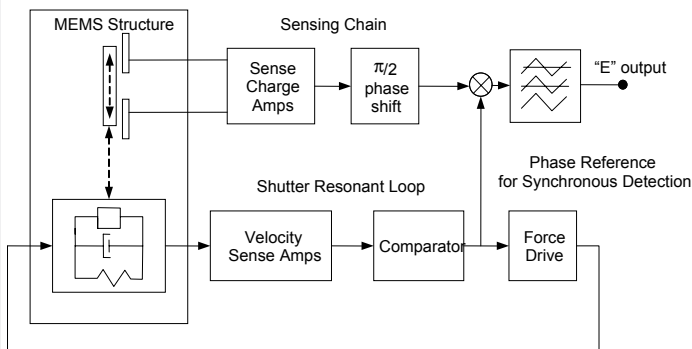 MEMS Structure
Sensing Chain
Sense
Charge
Amps
π/2
phase
shift
“E” output
Phase Reference
for Synchronous Detection
Shutter Resonant Loop
Velocity
Sense Amps
Comparator
Force
Drive